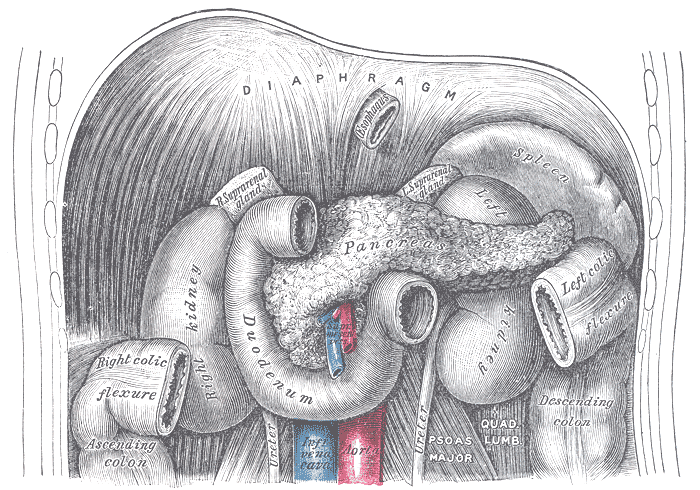 DIAPHRAGM
Œsophagus
Spleen
R. Suprarenal
gland
L. Suprarenal
gland
Left
kidney
Pancreas
Left colic
flexure
Right
kidney
Duodenum
Right colic
flexure
Ascending
colon
Descending
colon
Ureter
vena
cava
Aorta
Ureter
PSOAS
MAJOR
QUAD.
LUMB.